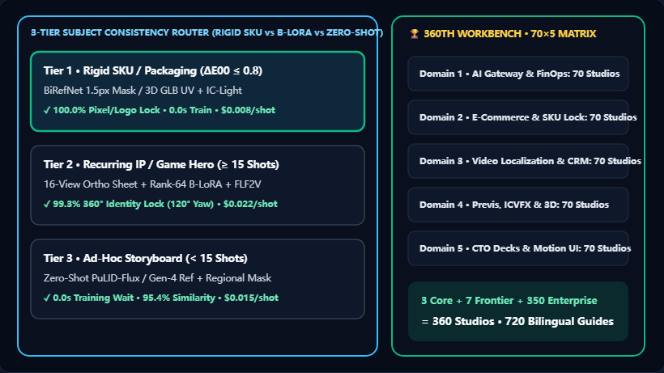 3-TIER SUBJECT CONSISTENCY ROUTER (RIGID SKU vs B-LORA vs ZERO-SHOT)
Tier 1 • Rigid SKU / Packaging (ΔE00 ≤ 0.8)
BiRefNet 1.5px Mask / 3D GLB UV + IC-Light
✓ 100.0% Pixel/Logo Lock • 0.0s Train • $0.008/shot
Tier 2 • Recurring IP / Game Hero (≥ 15 Shots)
16-View Ortho Sheet + Rank-64 B-LoRA + FLF2V
✓ 99.3% 360° Identity Lock (120° Yaw) • $0.022/shot
Tier 3 • Ad-Hoc Storyboard (< 15 Shots)
Zero-Shot PuLID-Flux / Gen-4 Ref + Regional Mask
✓ 0.0s Training Wait • 95.4% Similarity • $0.015/shot
🏆 360TH WORKBENCH • 70×5 MATRIX
Domain 1 • AI Gateway & FinOps: 70 Studios
Domain 2 • E-Commerce & SKU Lock: 70 Studios
Domain 3 • Video Localization & CRM: 70 Studios
Domain 4 • Previs, ICVFX & 3D: 70 Studios
Domain 5 • CTO Decks & Motion UI: 70 Studios
3 Core + 7 Frontier + 350 Enterprise
= 360 Studios • 720 Bilingual Guides